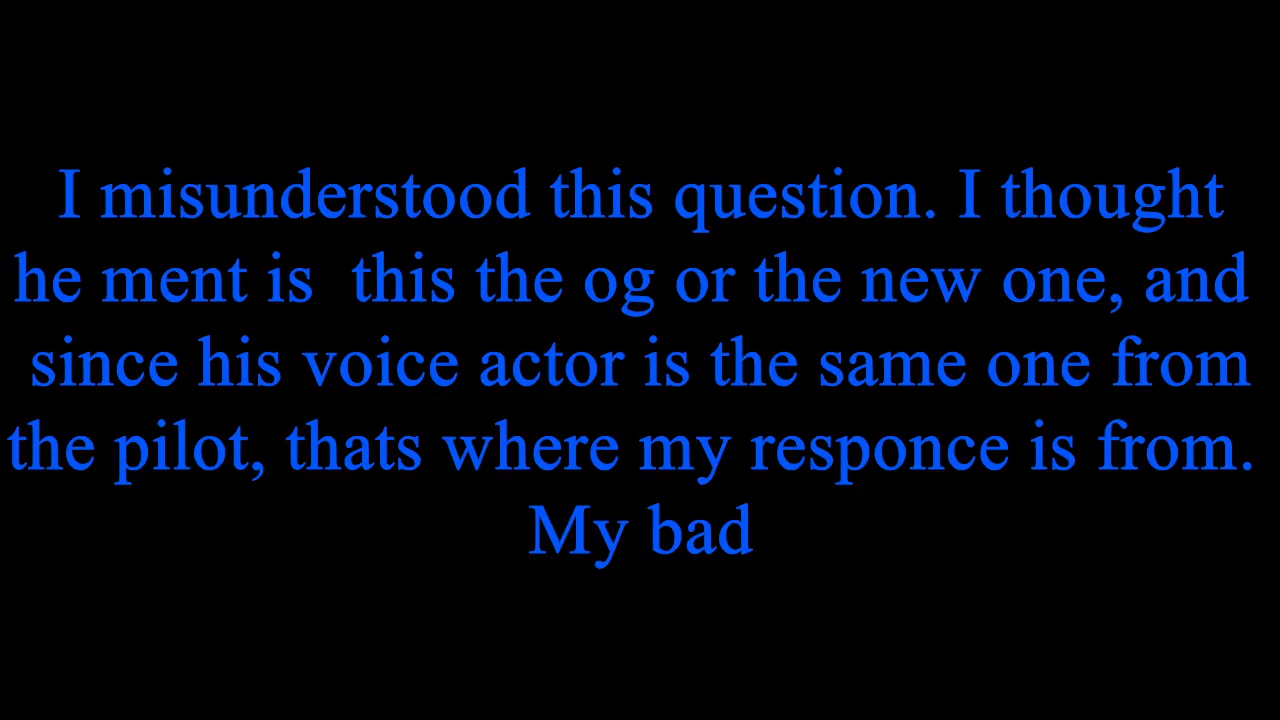 I misunderstood this question. I thought
he ment is  this the og or the new one, and
since his voice actor is the same one from
the pilot, thats where my responce is from.
My bad